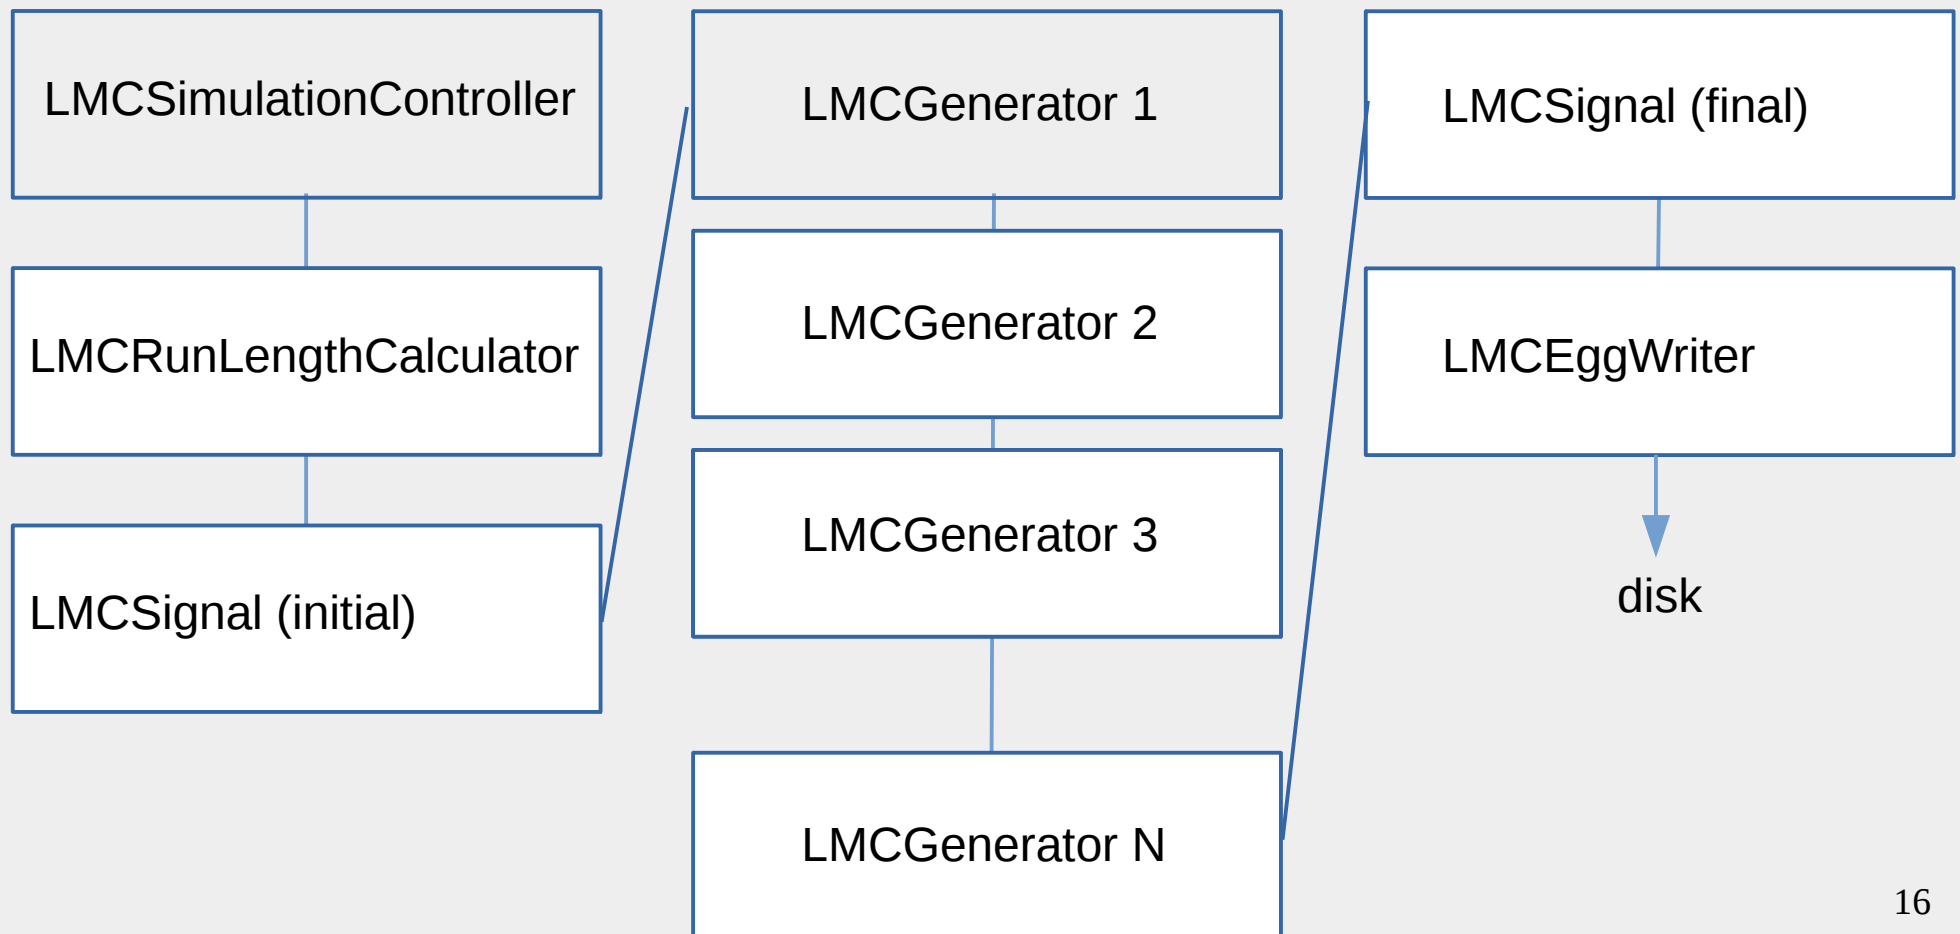 LMCSimulationController
LMCRunLengthCalculator
LMCSignal (initial)
LMCGenerator 1
LMCGenerator 2
LMCGenerator 3
LMCGenerator N
LMCSignal (final)
LMCEggWriter
disk
16